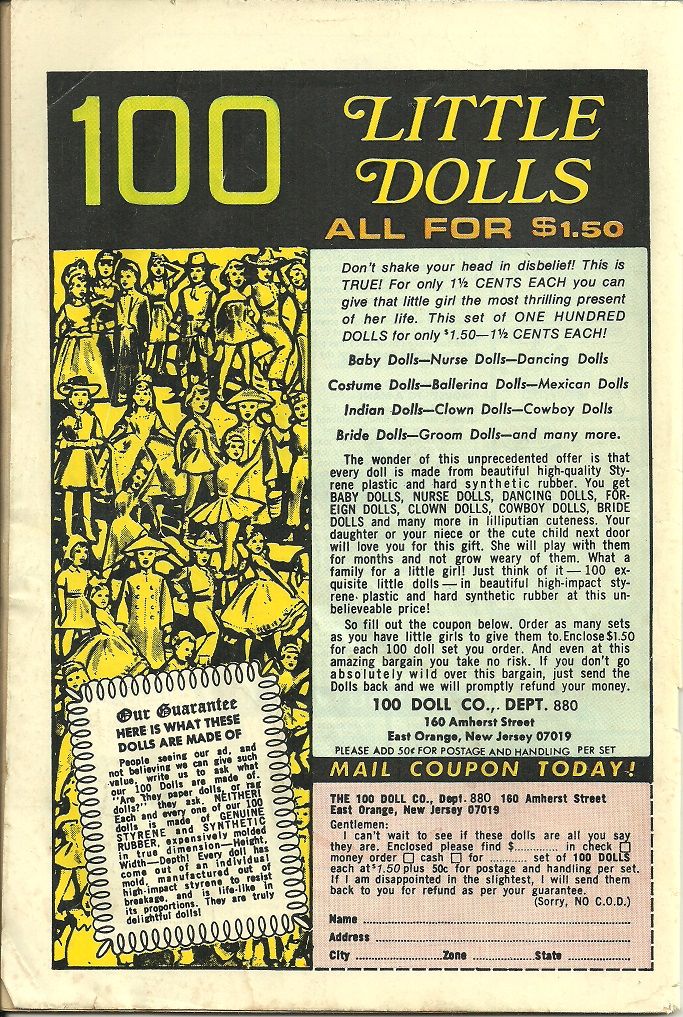 100
LITTLE
DOLLS
ALL FOR $1.50
Don't shake your head in disbelief! This is
TRUE! For only 1½ CENTS EACH you can
give that little girl the most thrilling present
of her life. This set of ONE HUNDRED
DOLLS for only $1.50—1½ CENTS EACH!
Baby Dolls—Nurse Dolls—Dancing Dolls
Costume Dolls—Ballerina Dolls—Mexican Dolls
Indian Dolls—Clown Dolls—Cowboy Dolls
Bride Dolls—Groom Dolls—and many more.
The wonder of this unprecedented offer is that
every doll is made from beautiful high-quality Sty-
rene plastic and hard synthetic rubber. You get
BABY DOLLS, NURSE DOLLS, DANCING DOLLS, FOR-
EIGN DOLLS, CLOWN DOLLS, COWBOY DOLLS, BRIDE
DOLLS and many more in lilliputian cuteness. Your
daughter or your niece or the cute child next door
will love you for this gift. She will play with them
for months and not grow weary of them. What a
family for a little girl! Just think of it — 100 ex-
quisite little dolls — in beautiful high-impact sty-
rene plastic and hard synthetic rubber at this un-
believeable price!
So fill out the coupon below. Order as many sets
as you have little girls to give them to. Enclose $1.50
for each 100 doll set you order. And even at this
amazing bargain you take no risk. If you don't go
absolutely wild over this bargain, just send the
Dolls back and we will promptly refund your money.
100 DOLL CO., DEPT. 880
160 Amherst Street
East Orange, New Jersey 07019
PLEASE ADD 50¢ FOR POSTAGE AND HANDLING PER SET
MAIL COUPON TODAY!
Our Guarantee
HERE IS WHAT THESE
DOLLS ARE MADE OF
People seeing our ad, and
not believing we can give such
value, write us to ask what
our 100 Dolls are made of.
"Are they paper dolls, or rag
dolls?" they ask. NEITHER!
Each and every one of our 100
dolls is made of GENUINE
STYRENE and SYNTHETIC
RUBBER, expensively molded
in true dimension—Height,
Width—Depth! Every doll has
come out of an individual
mold, manufactured out of
high-impact styrene to resist
breakage, and is life-like in
its proportions. They are truly
delightful dolls!
THE 100 DOLL CO., Dept. 880 160 Amherst Street
East Orange, New Jersey 07019
Gentlemen:
I can't wait to see if these dolls are all you say
they are. Enclosed please find $............ in check □
money order □ cash □ for ........... set of 100 DOLLS
each at $1.50 plus 50c for postage and handling per set.
If I am disappointed in the slightest, I will send them
back to you for refund as per your guarantee.
(Sorry, NO C.O.D.)
Name ................................................
Address ................................................
City ........................Zone .................State ....................